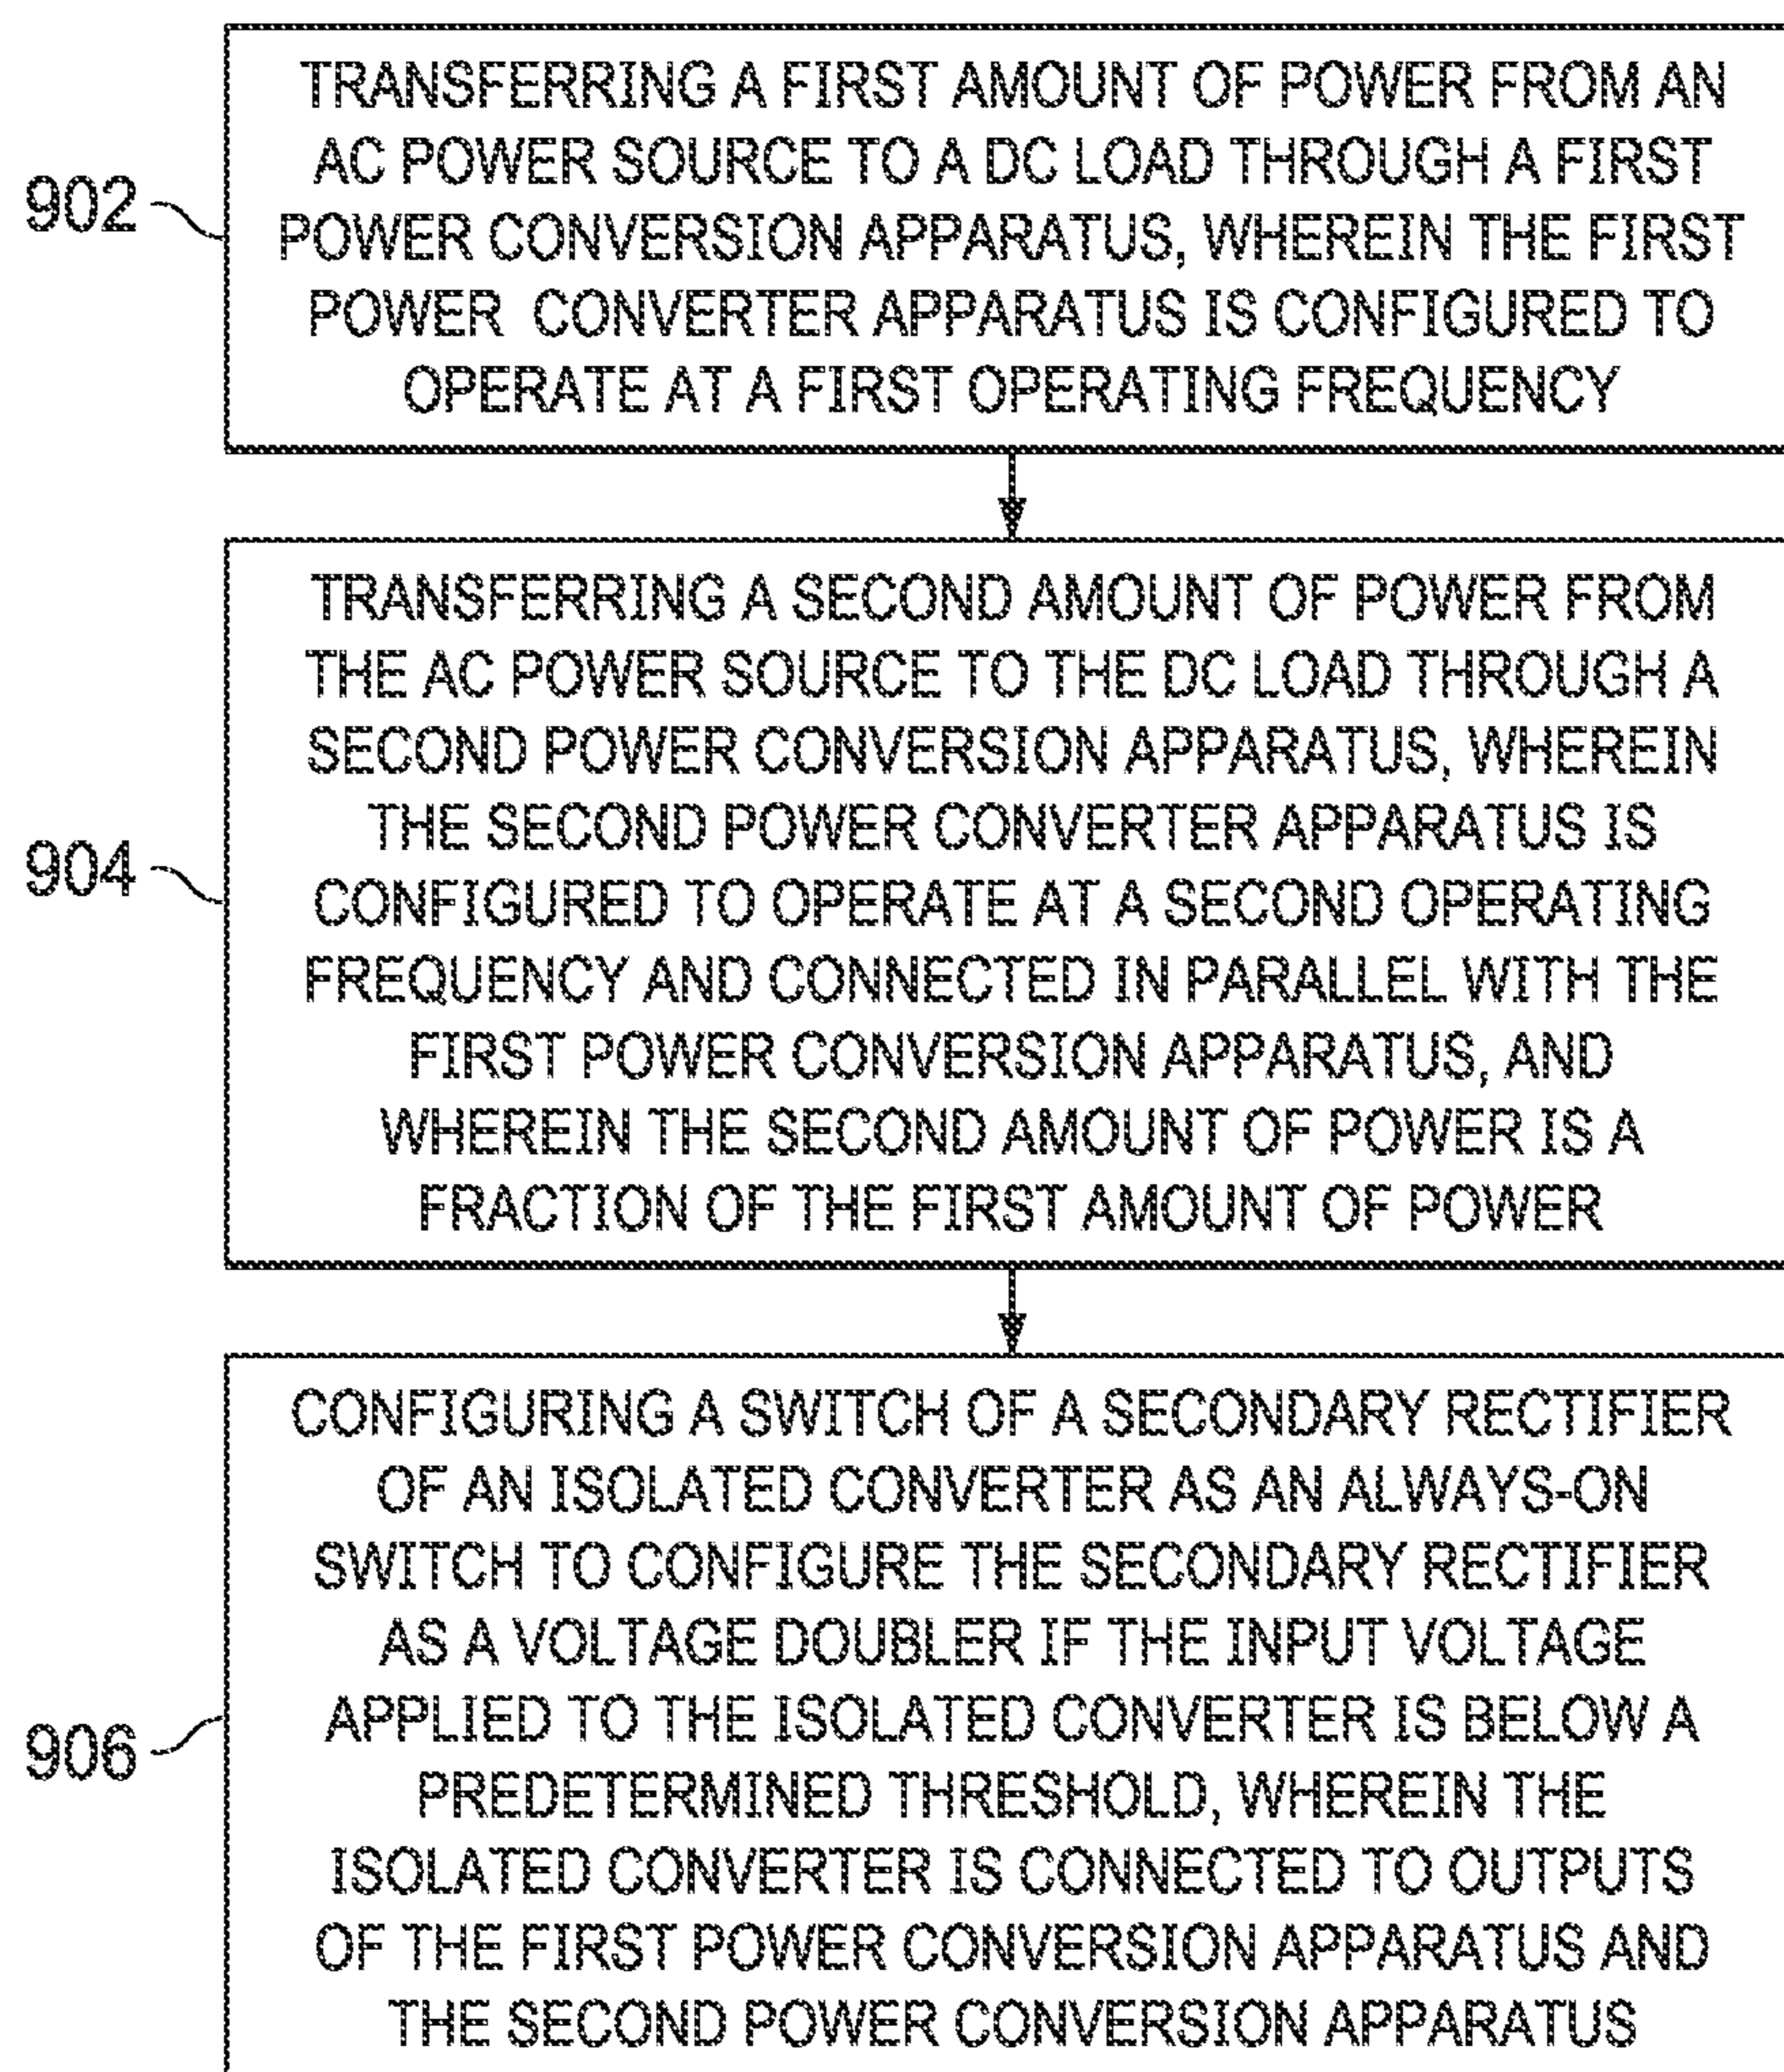 TRANSFERRING A FIRST AMOUNT OF POWER FROM AN
AC POWER SOURCE TO A DC LOAD THROUGH A FIRST
902
POWER CONVERSION APPARATUS, WHEREIN THE FIRST
POWER CONVERTER APPARATUS IS CONFIGURED TO
OPERATE AT A FIRST OPERATING FREQUENCY
TRANSFERRING A SECOND AMOUNT OF POWER FROM
THE AC POWER SOURCE TO THE DC LOAD THROUGH A
SECOND POWER CONVERSION APPARATUS, WHEREIN
THE SECOND POWER CONVERTER APPARATUS IS
904
CONFIGURED TO OPERATE AT A SECOND OPERATING
FREQUENCY AND CONNECTED IN PARALLEL WITH THE
FIRST POWER CONVERSION APPARATUS, AND
WHEREIN THE SECOND AMOUNT OF POWER IS A
FRACTION OF THE FIRST AMOUNT OF POWER
CONFIGURING A SWITCH OF A SECONDARY RECTIFIER
OF AN ISOLATED CONVERTER AS AN ALWAYS-ON
SWITCH TO CONFIGURE THE SECONDARY RECTIFIER
AS A VOLTAGE DOUBLER IF THE INPUT VOLTAGE
APPLIED TO THE ISOLATED CONVERTER IS BELOW A
906
PREDETERMINED THRESHOLD, WHEREIN THE
ISOLATED CONVERTER IS CONNECTED TO OUTPUTS
OF THE FIRST POWER CONVERSION APPARATUS AND
THE SECOND POWER CONVERSION APPARATUS